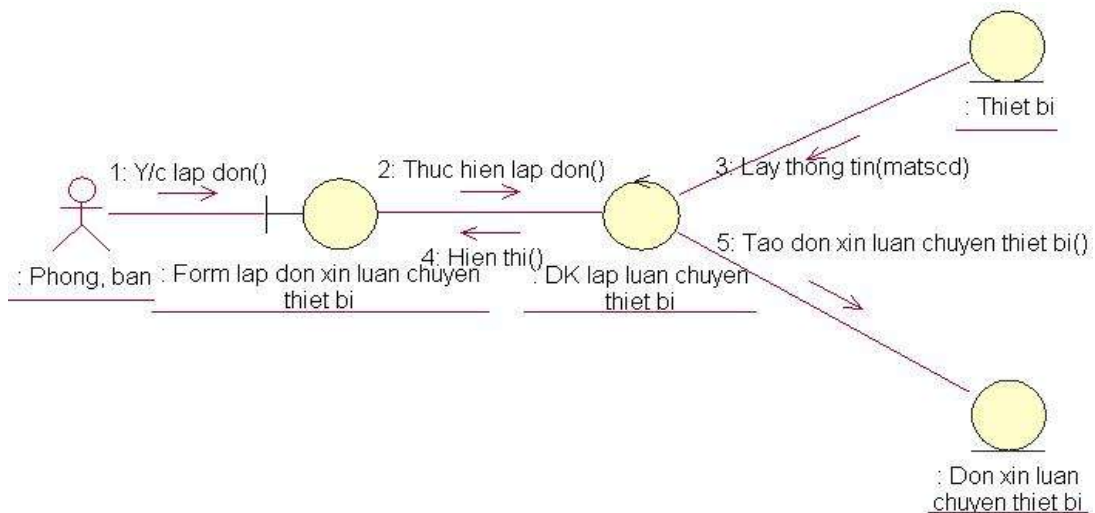 : Thiet bi
1: Y/c lap don()
2: Thuc hien lap don()
3: Lay thong tin(matscd)
4: Hien thi()
5: Tao don xin luan chuyen thiet bi()
: Phong, ban
: Form lap don xin luan chuyen
thiet bi
: DK lap luan chuyen
thiet bi
: Don xin luan
chuyen thiet bi